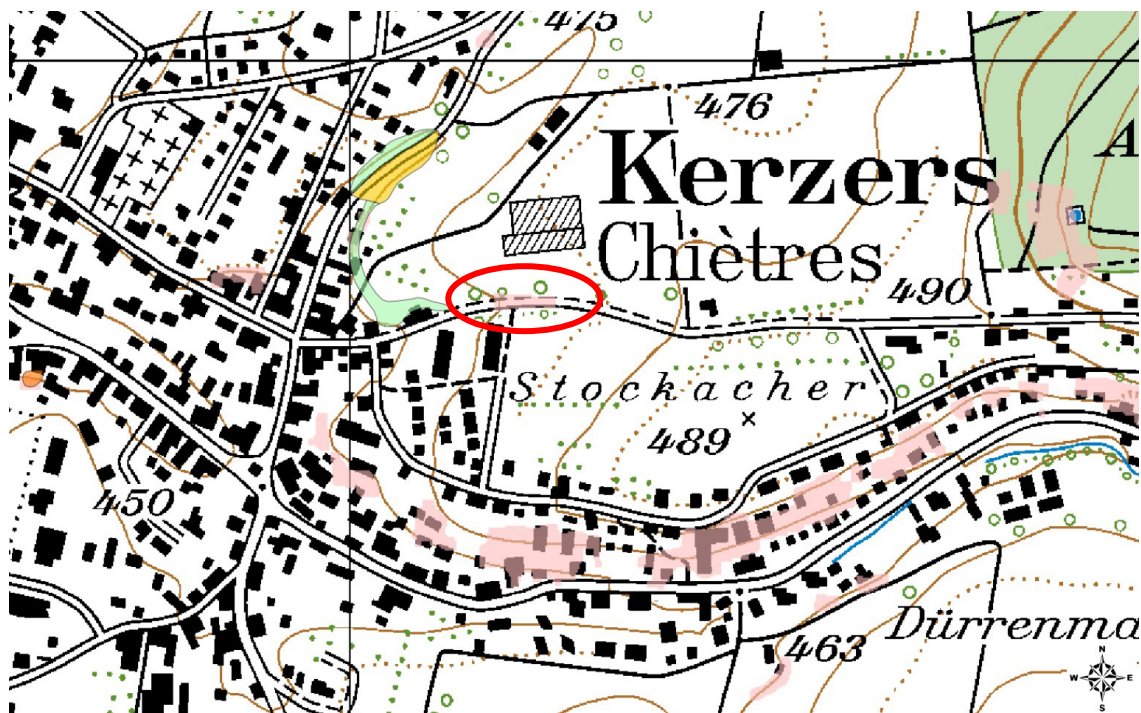 475
476
Kerzers
A
Chiètres
490
Stockacher
489
450
Dürrenma
463
N
W E
S